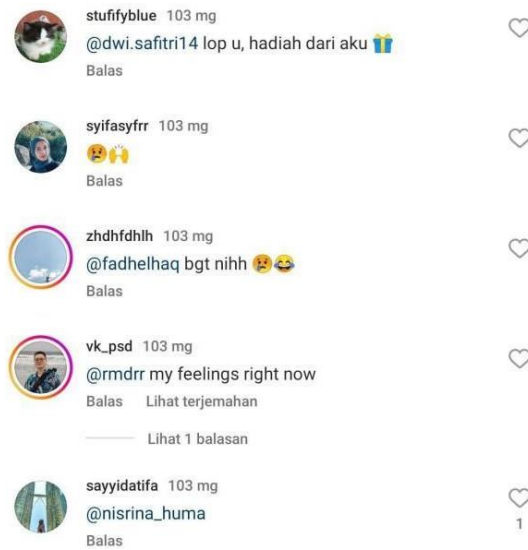 stufifyblue 103 mg
@dwi.safitri14 lop u, hadiah dari aku 🎁
Balas
syifasyfrr 103 mg
😢🙌
Balas
zhdhfdhlh 103 mg
@fadhelhaq bgt nihh 😢😂
Balas
vk_psd 103 mg
@rmdrr my feelings right now
Balas Lihat terjemahan
Lihat 1 balasan
sayyidatifa 103 mg
@nisrina_huma
1
Balas